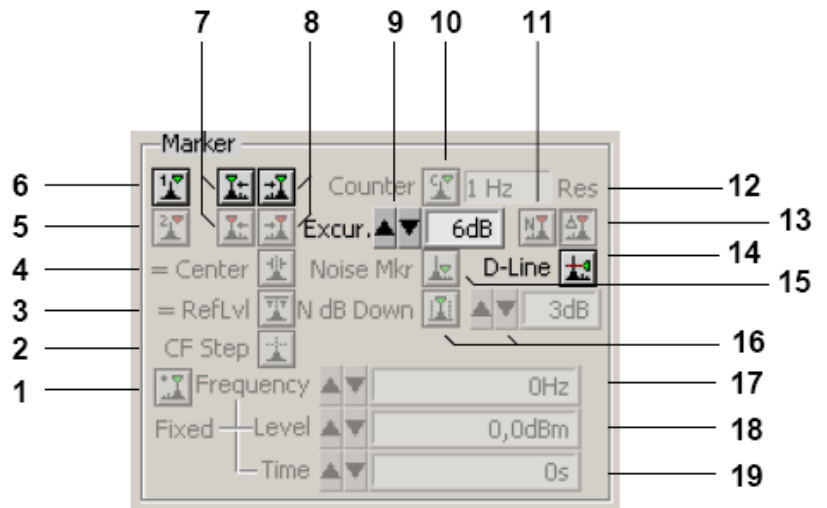 7 8 9 10 11
Marker
6 1 Counter C 1 Hz Res 12
5 2 Excur. 6dB N Δ 13
4 = Center Noise Mkr D-Line 14
15
3 = RefLvl N dB Down 3dB
2 CF Step 16
1 Frequency 0Hz 17
Fixed Level 0,0dBm 18
Time 0s 19